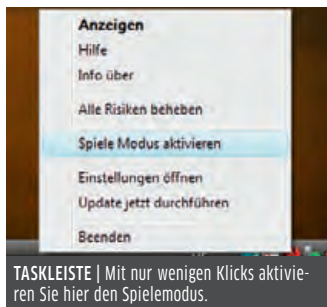 Anzeigen
Hilfe
Info über
Alle Risiken beheben
Spiele Modus aktivieren
Einstellungen öffnen
Update jetzt durchführen
Beenden
TASKLEISTE | Mit nur wenigen Klicks aktivie-
ren Sie hier den Spielemodus.